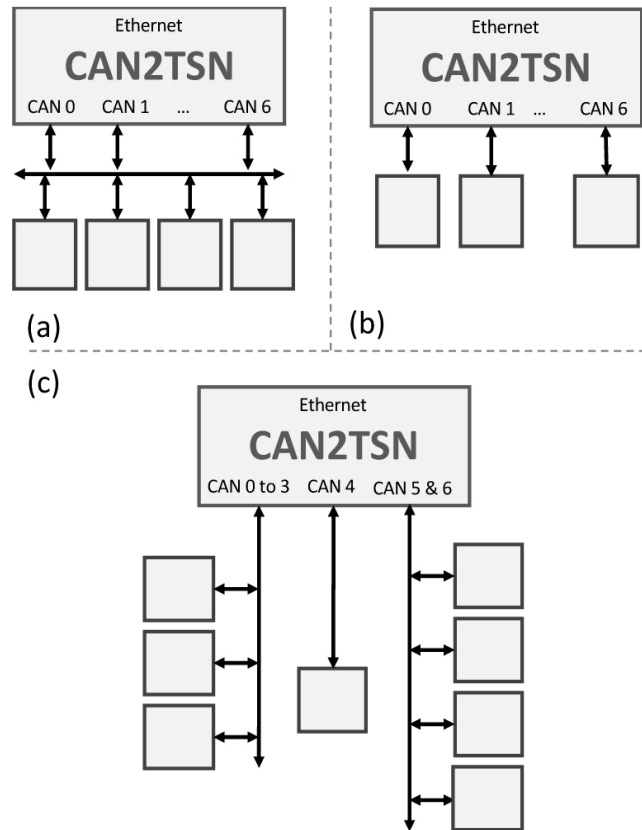 Ethernet
CAN2TSN
CAN 0 CAN 1 ... CAN 6
(a)
Ethernet
CAN2TSN
CAN 0 CAN 1 ... CAN 6
(b)
(c)
Ethernet
CAN2TSN
CAN 0 to 3 CAN 4 CAN 5 & 6